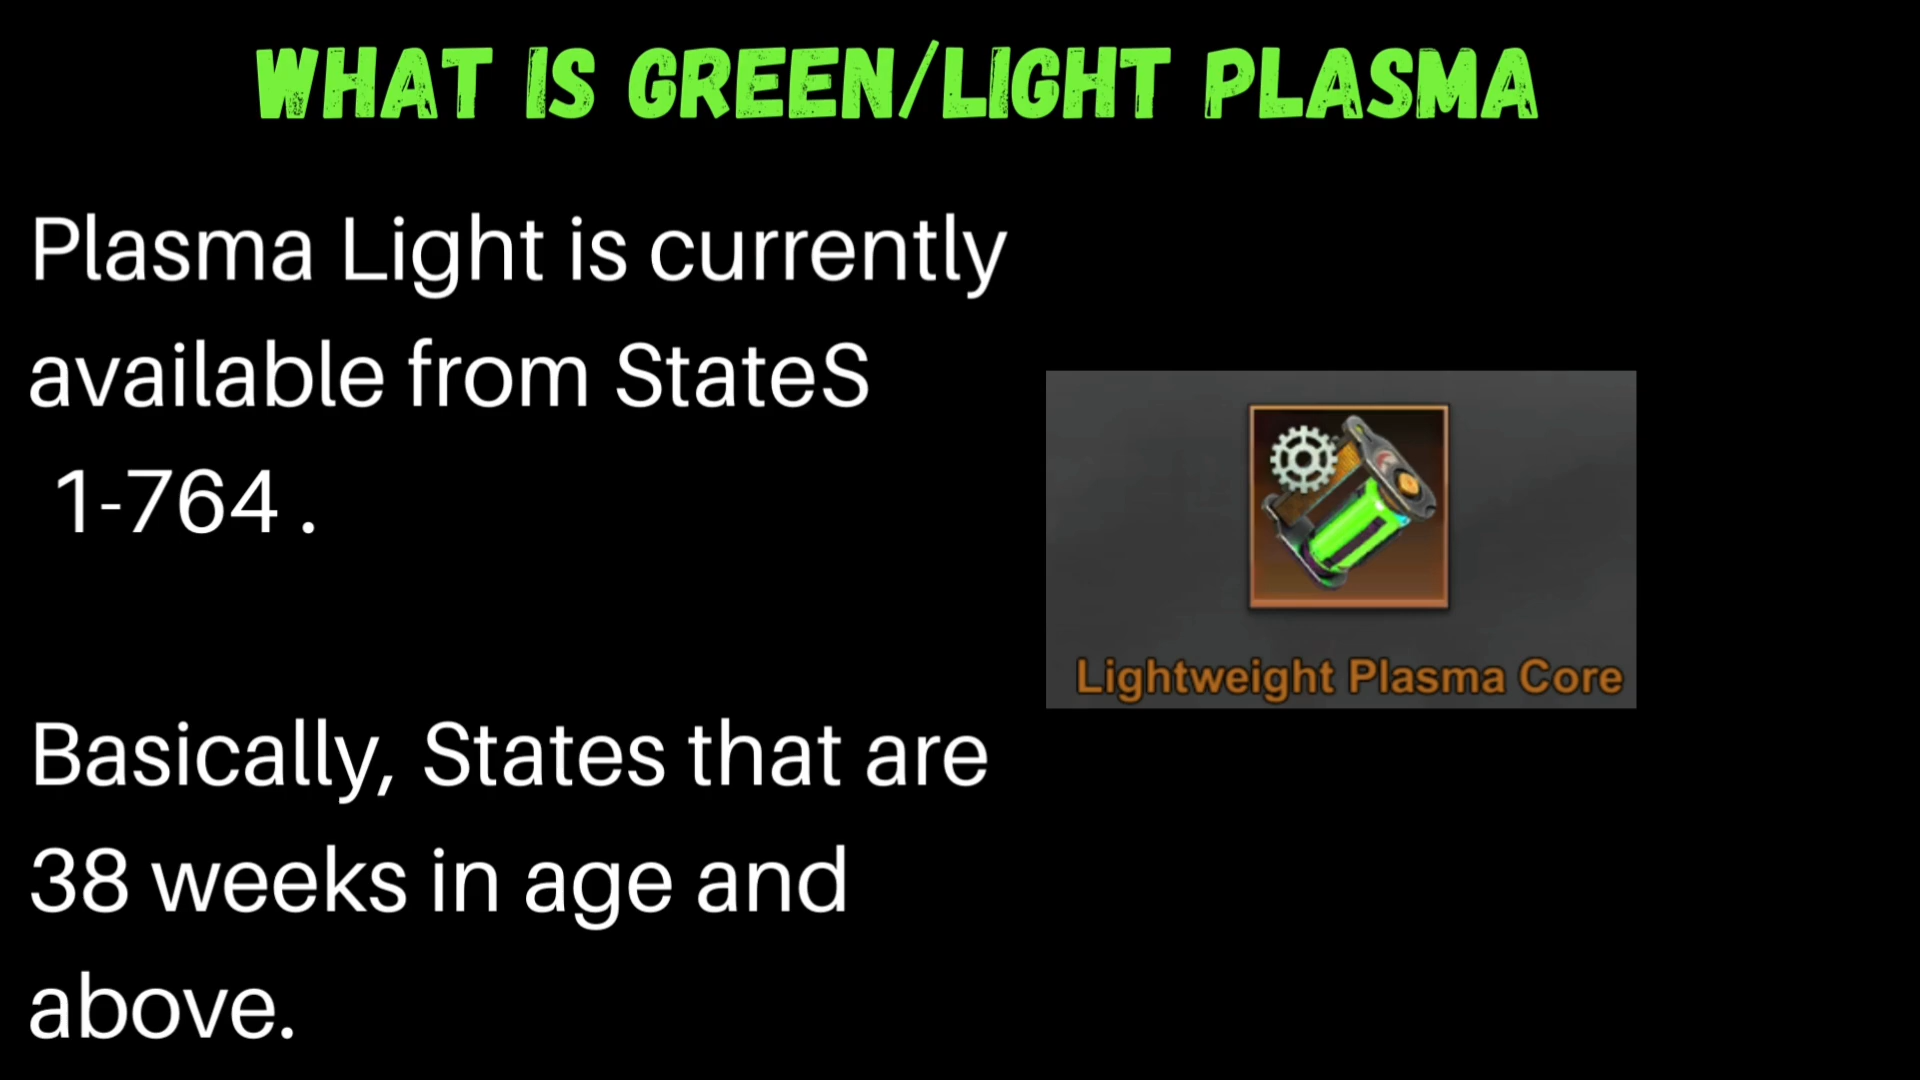 WHAT IS GREEN/LIGHT PLASMA
Plasma Light is currently
available from StateS
1-764 .
Lightweight Plasma Core
Basically, States that are
38 weeks in age and
above.